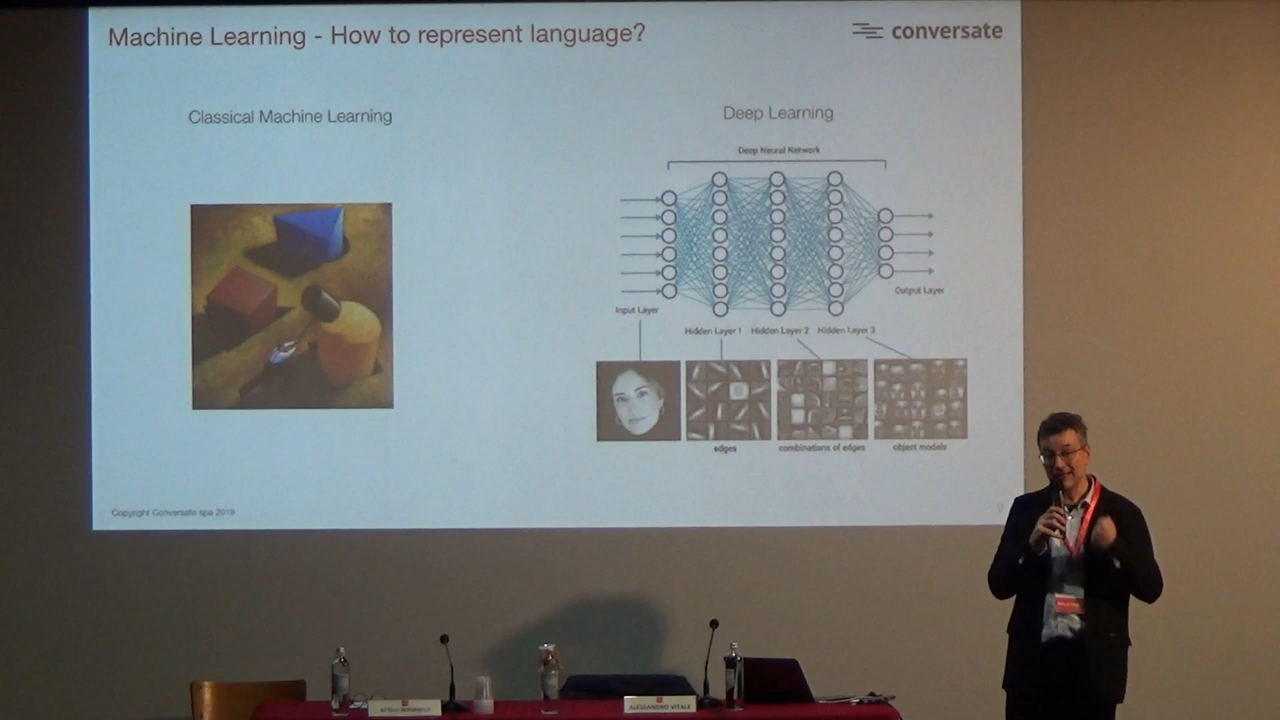 Machine Learning - How to represent language?
conversate
Classical Machine Learning
Deep Learning
Deep Neural Network
Input Layer
Output Layer
Hidden Layer 1
Hidden Layer 2
Hidden Layer 3
edges
combinations of edges
object models
Copyright Conversate spa 2019
ALESSANDRO VITALE